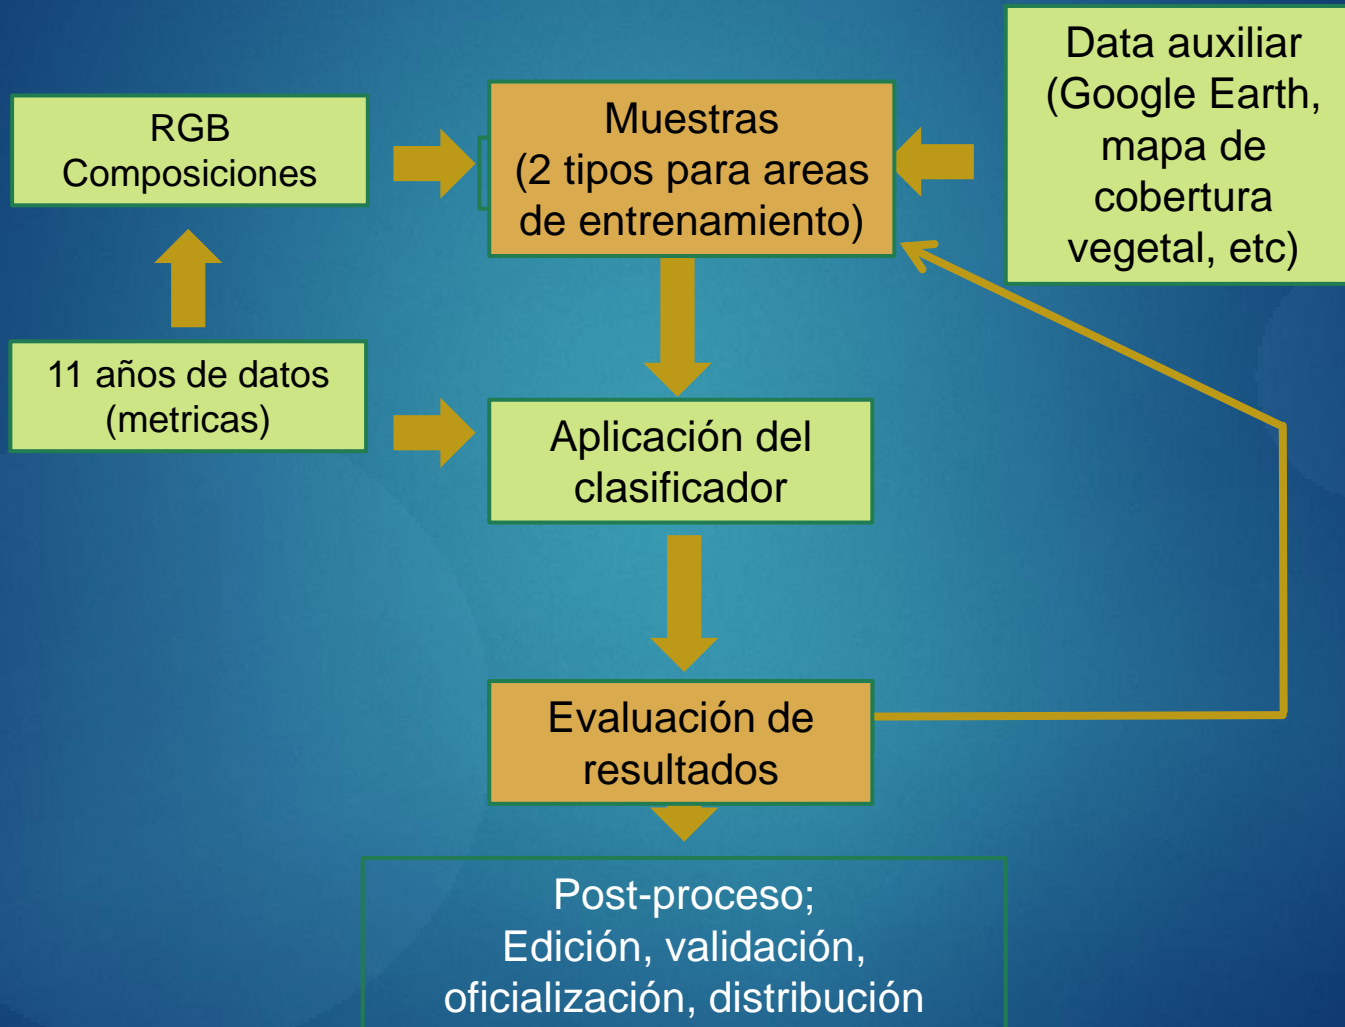 RGB
Composiciones
Muestras
(2 tipos para areas
de entrenamiento)
Data auxiliar
(Google Earth,
mapa de
cobertura
vegetal, etc)
11 años de datos
(metricas)
Aplicación del
clasificador
Evaluación de
resultados
Post-proceso;
Edición, validación,
oficialización, distribución